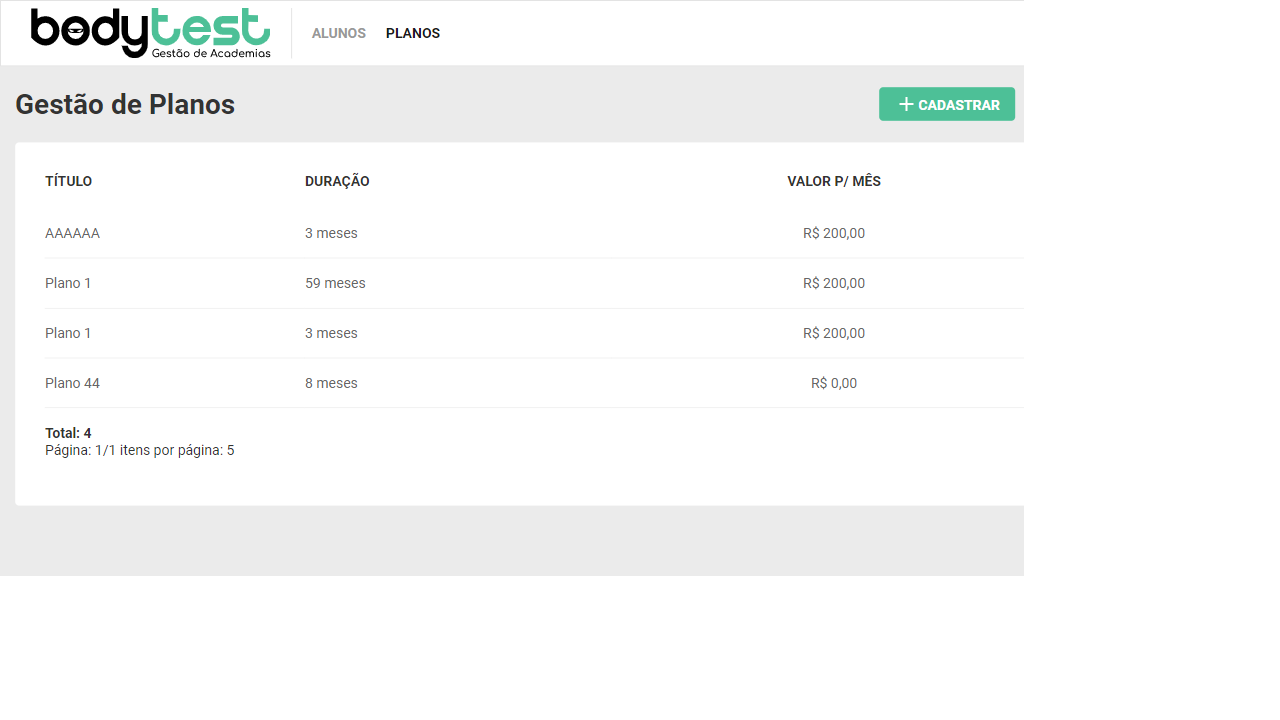 bodytest
Gestão de Academias
ALUNOS PLANOS
Gestão de Planos
+ CADASTRAR
TÍTULO DURAÇÃO VALOR P/ MÊS
AAAAAA 3 meses R$ 200,00
Plano 1 59 meses R$ 200,00
Plano 1 3 meses R$ 200,00
Plano 44 8 meses R$ 0,00
Total: 4
Página: 1/1 itens por página: 5